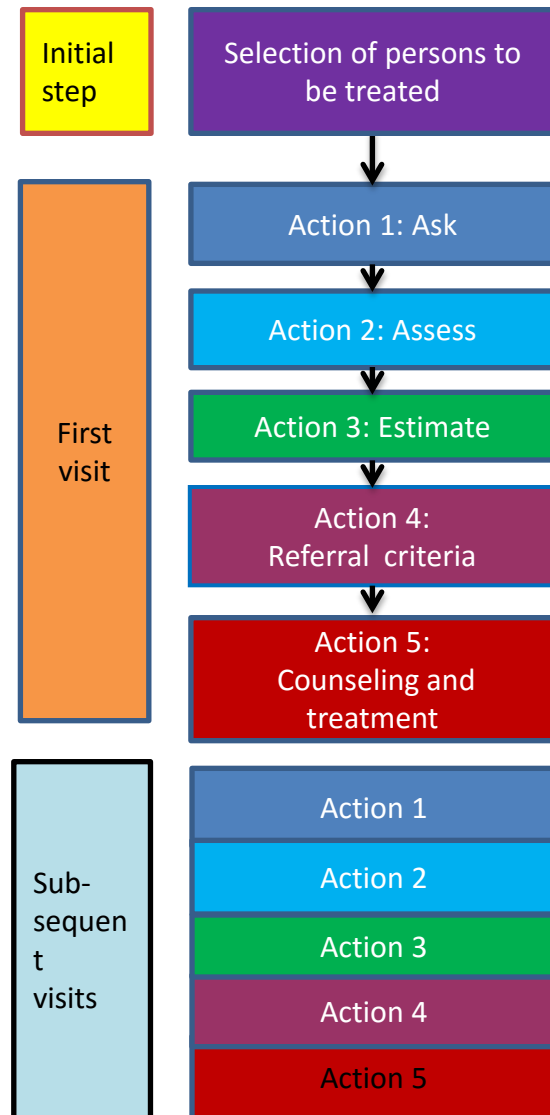 Initial
step
Selection of persons to
be treated
First
visit
Action 1: Ask
Action 2: Assess
Action 3: Estimate
Action 4:
Referral  criteria
Action 5:
Counseling and
treatment
Sub-
sequen
t
visits
Action 1
Action 2
Action 3
Action 4
Action 5